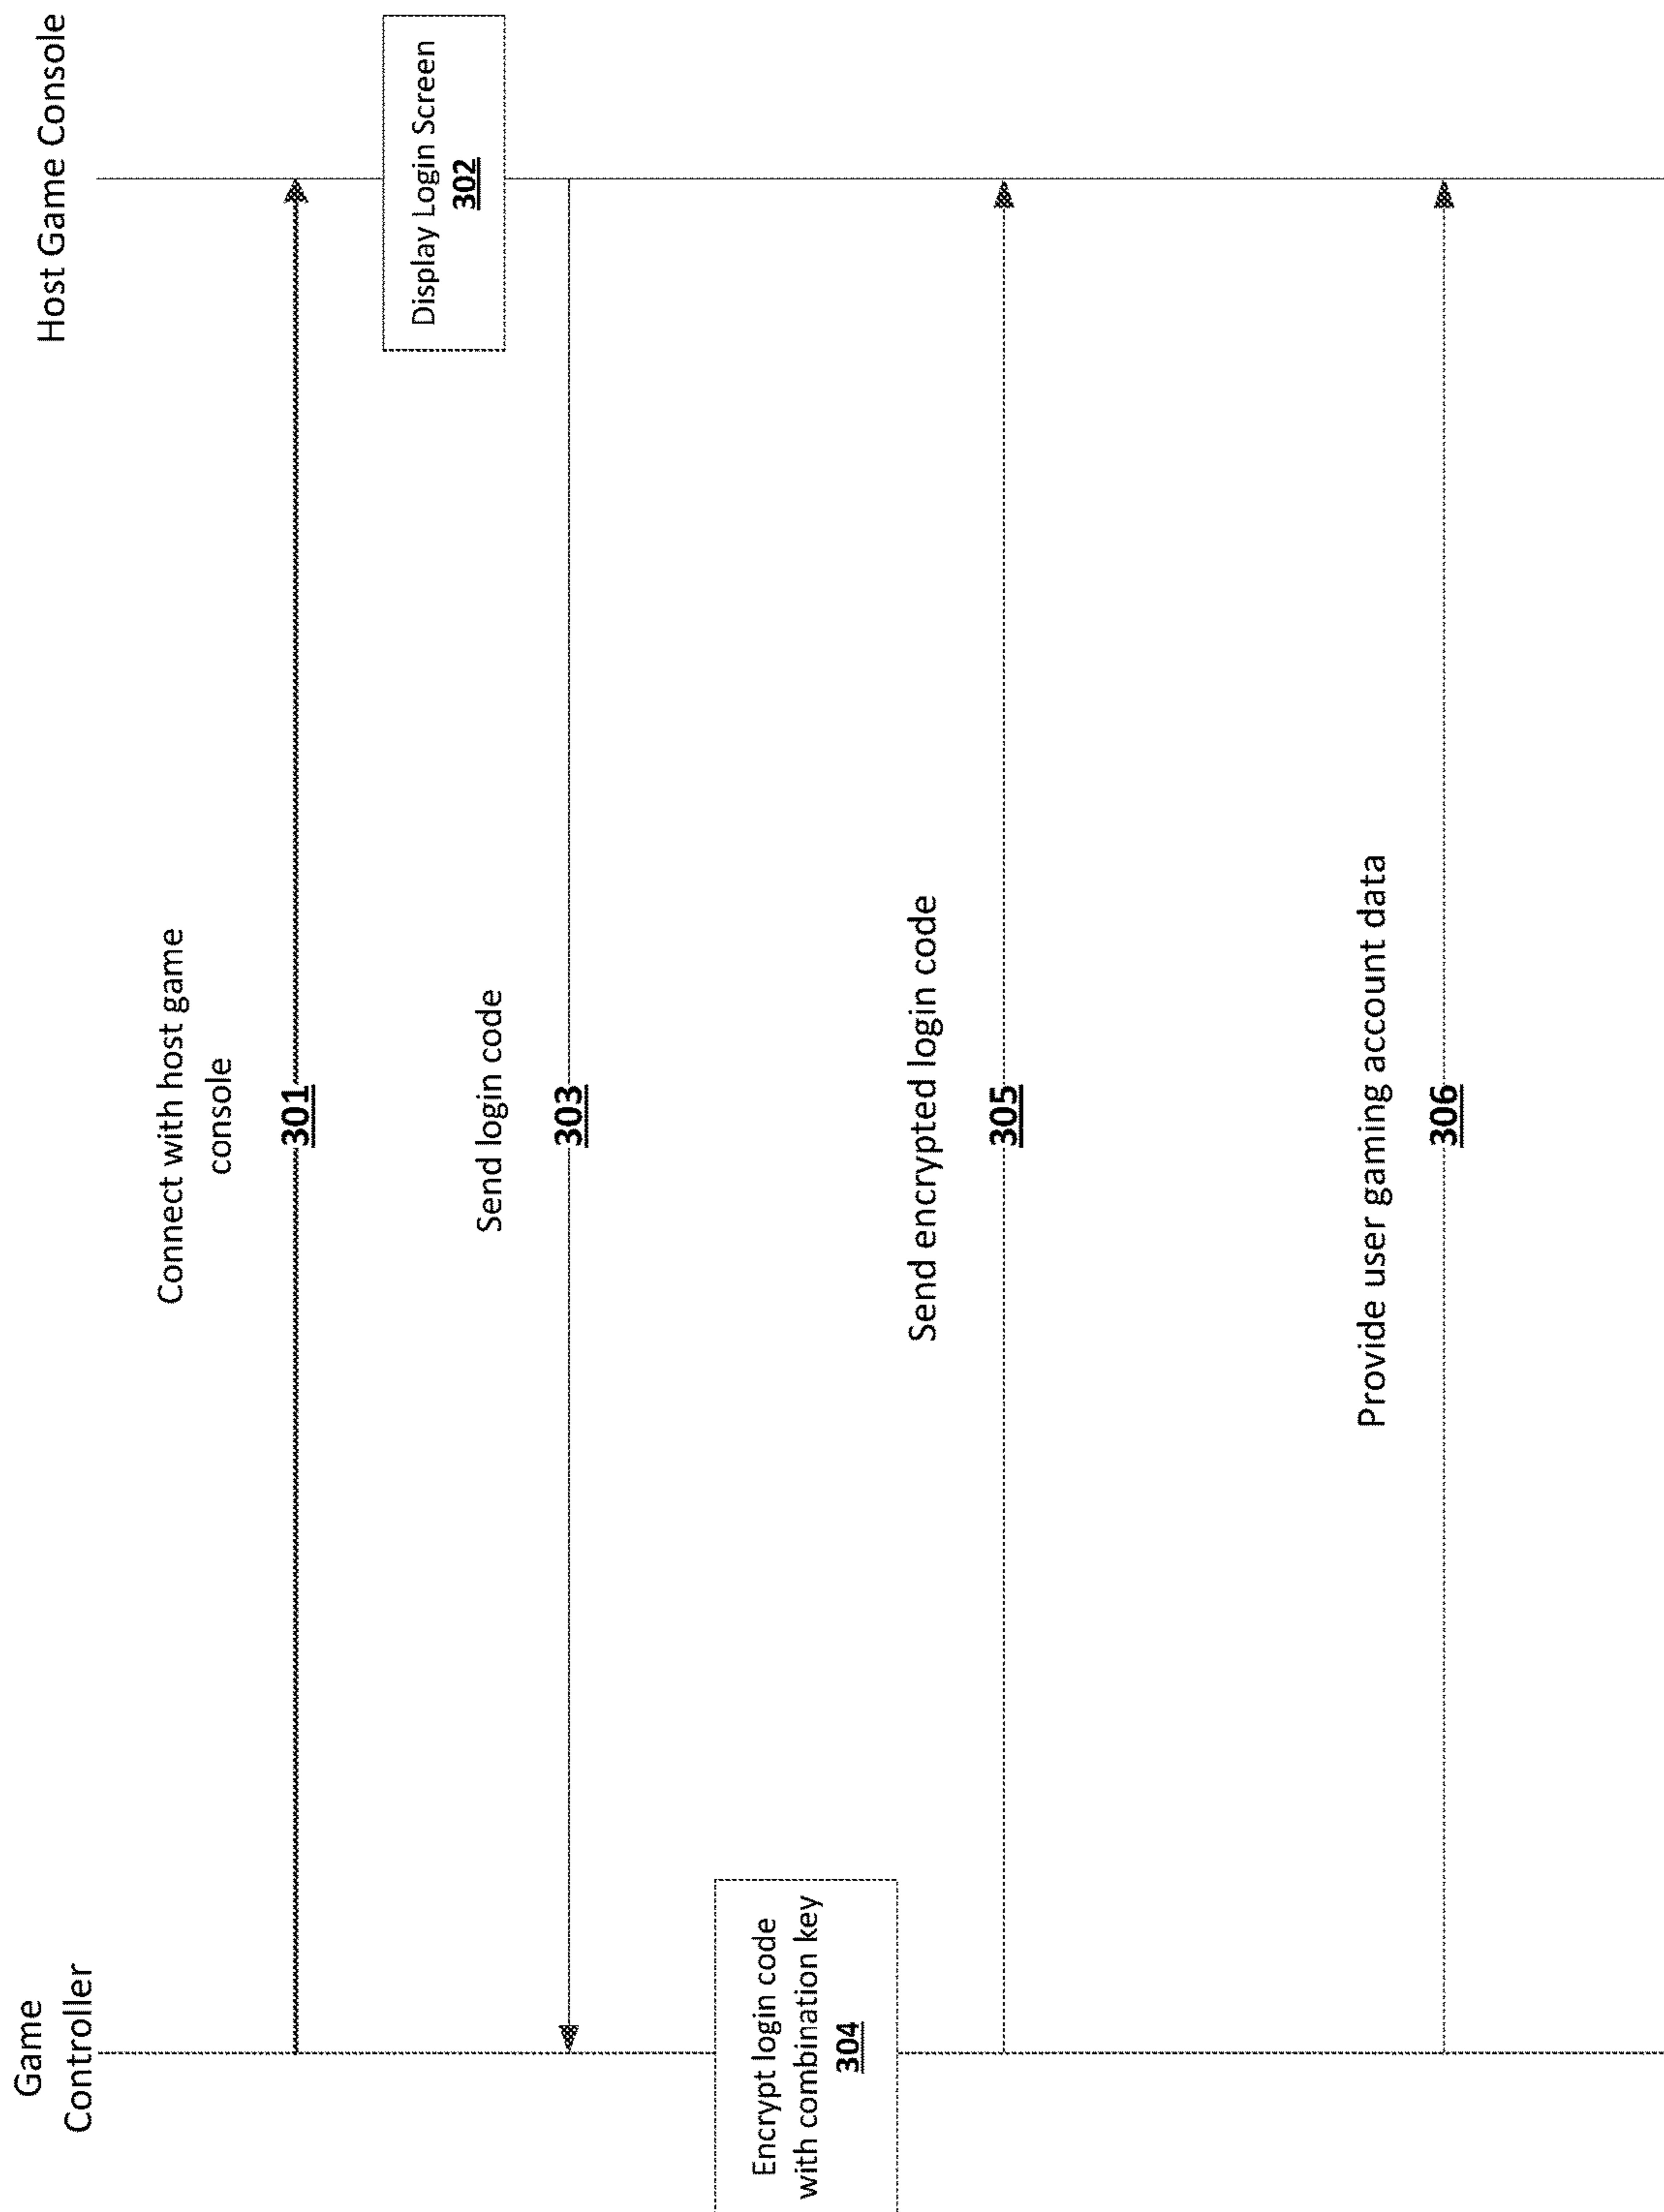 Game
Controller
Host Game Console
Connect with host game
console
301
Display Login Screen
302
Send login code
303
Encrypt login code
with combination key
304
Send encrypted login code
305
Provide user gaming account data
306